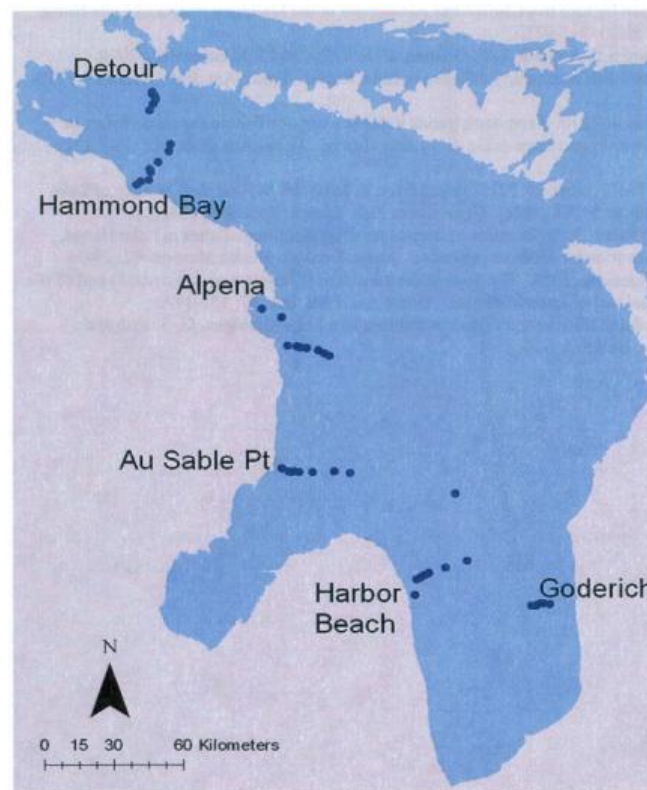 Detour
Hammond Bay
Alpena
Au Sable Pt
Harbor
Beach
Goderich
N
0 15 30 60 Kilometers